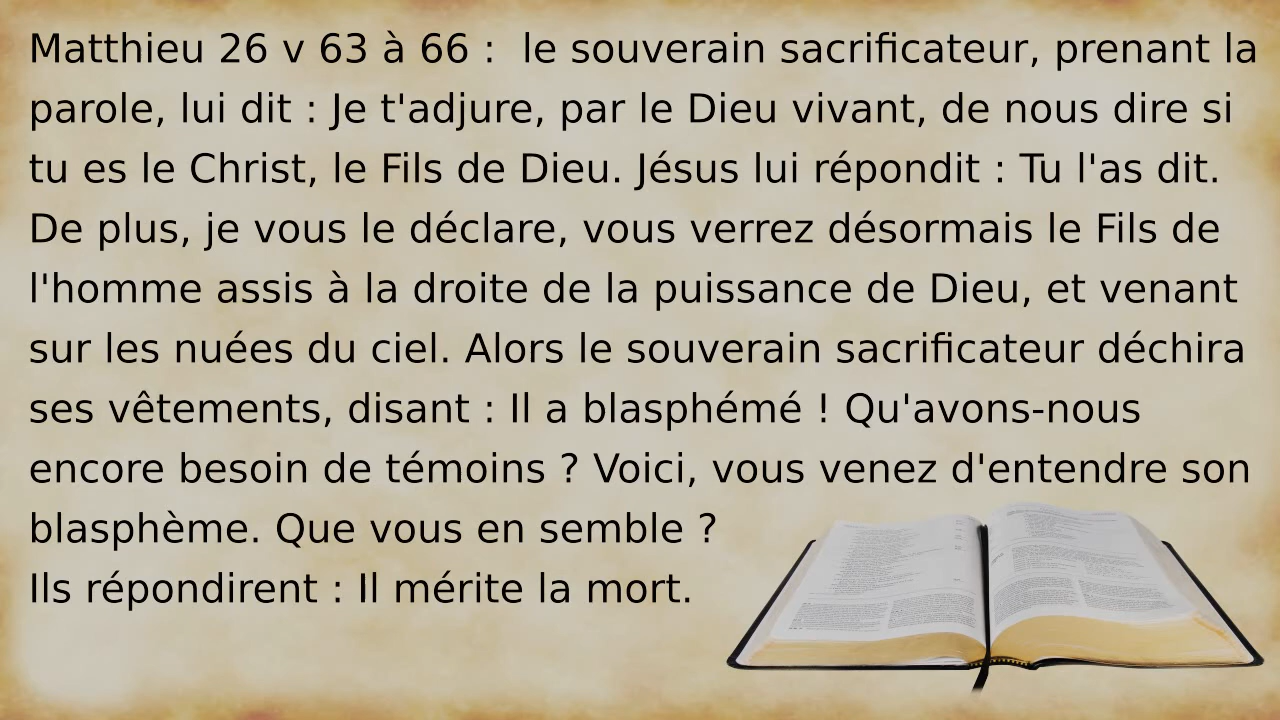 Matthieu 26 v 63 à 66 :  le souverain sacrificateur, prenant la
parole, lui dit : Je t'adjure, par le Dieu vivant, de nous dire si
tu es le Christ, le Fils de Dieu. Jésus lui répondit : Tu l'as dit.
De plus, je vous le déclare, vous verrez désormais le Fils de
l'homme assis à la droite de la puissance de Dieu, et venant
sur les nuées du ciel. Alors le souverain sacrificateur déchira
ses vêtements, disant : Il a blasphémé ! Qu'avons-nous
encore besoin de témoins ? Voici, vous venez d'entendre son
blasphème. Que vous en semble ?
Ils répondirent : Il mérite la mort.